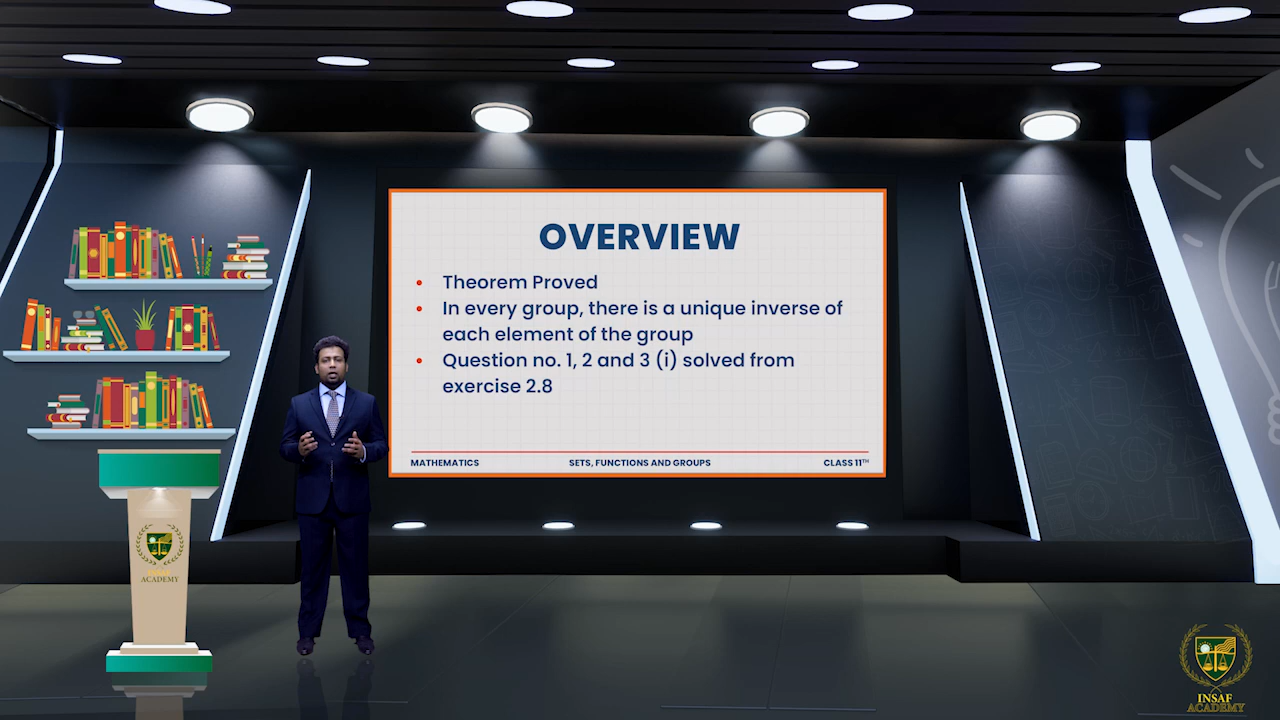 OVERVIEW
• Theorem Proved
• In every group, there is a unique inverse of
each element of the group
• Question no. 1, 2 and 3 (i) solved from
exercise 2.8
MATHEMATICS SETS, FUNCTIONS AND GROUPS CLASS 11TH
INSAF
ACADEMY
INSAF
ACADEMY